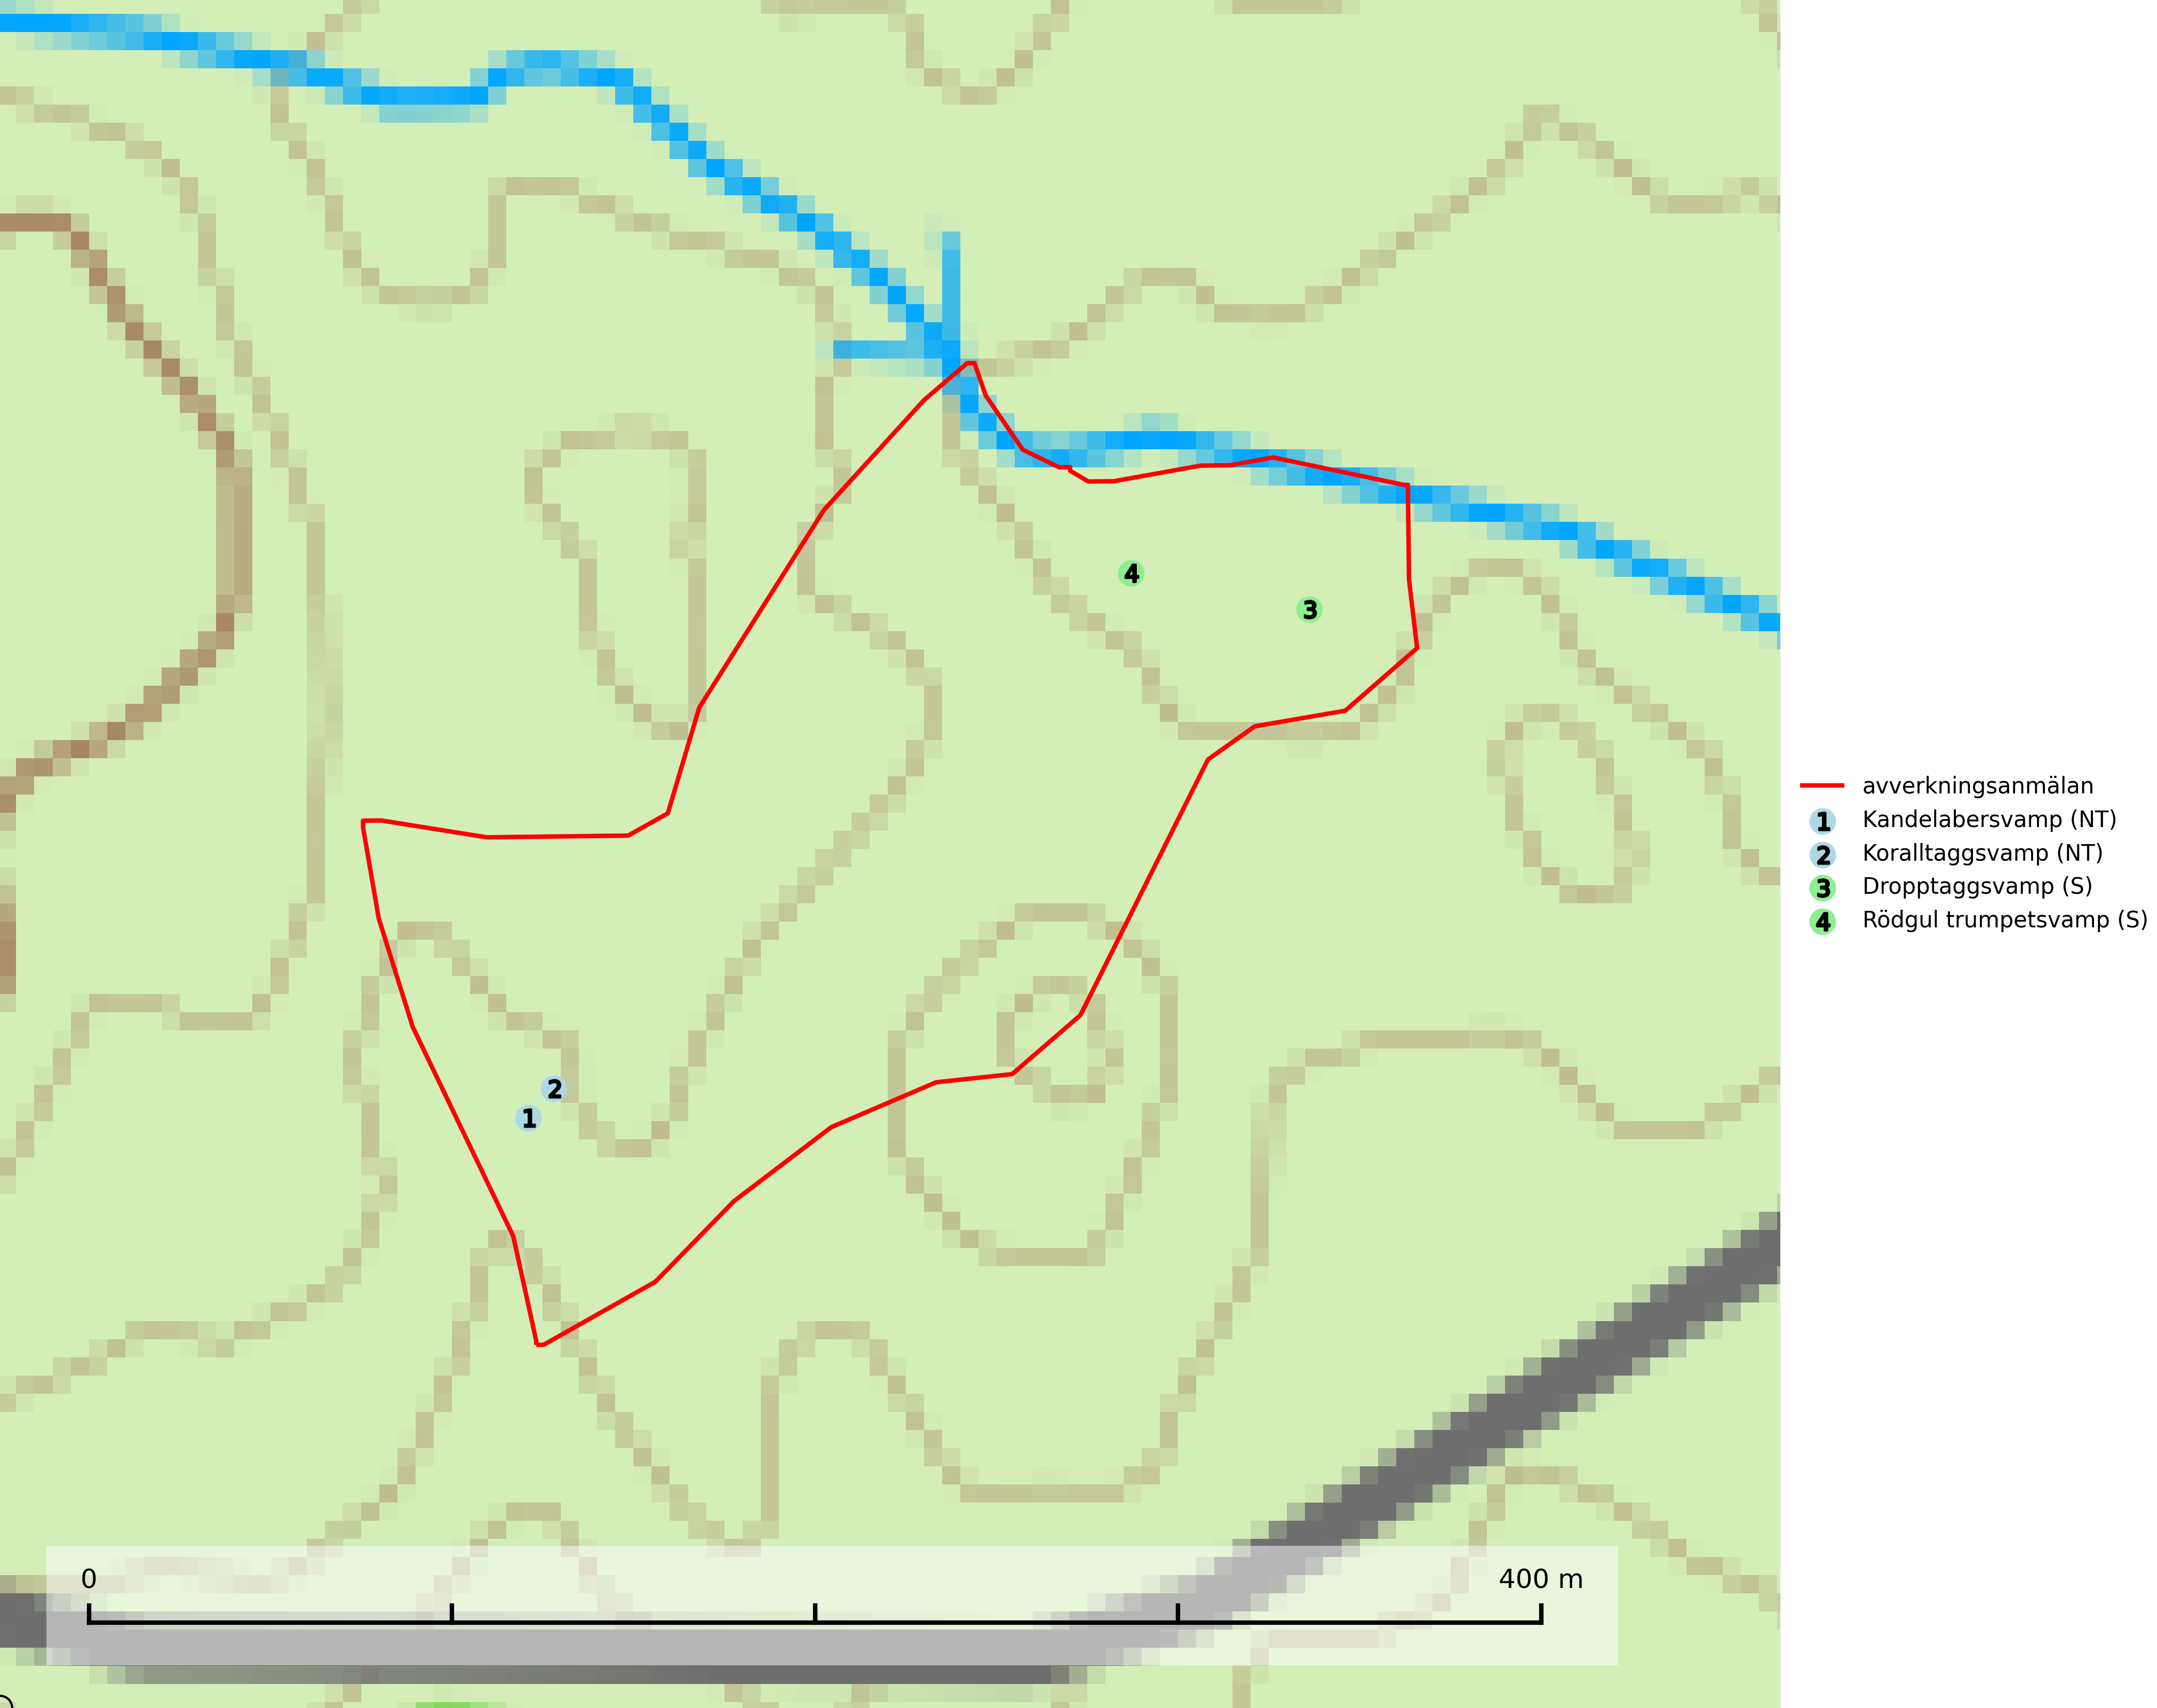 4
3
2
1
avverkningsanmälan
1 Kandelabersvamp (NT)
2 Koralltaggsvamp (NT)
3 Dropptaggsvamp (S)
4 Rödgul trumpetsvamp (S)
0 400 m